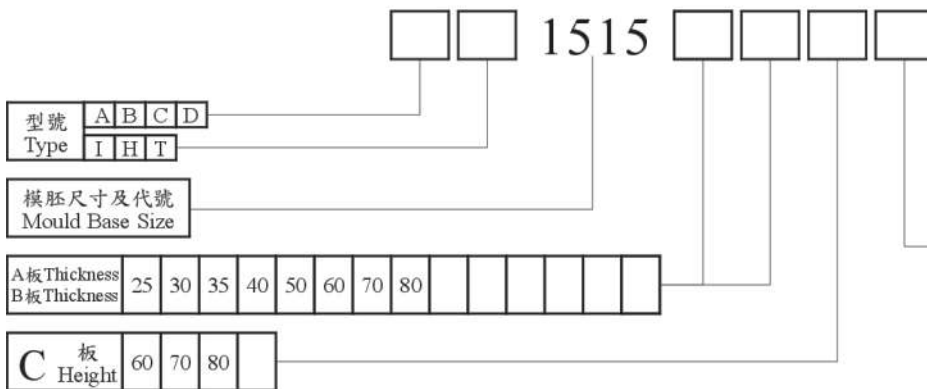 1515
型號 A B C D
Type I H T
模胚尺寸及代號
Mould Base Size
A板Thickness
B板Thickness 25 30 35 40 50 60 70 80
C 板 60 70 80
Height